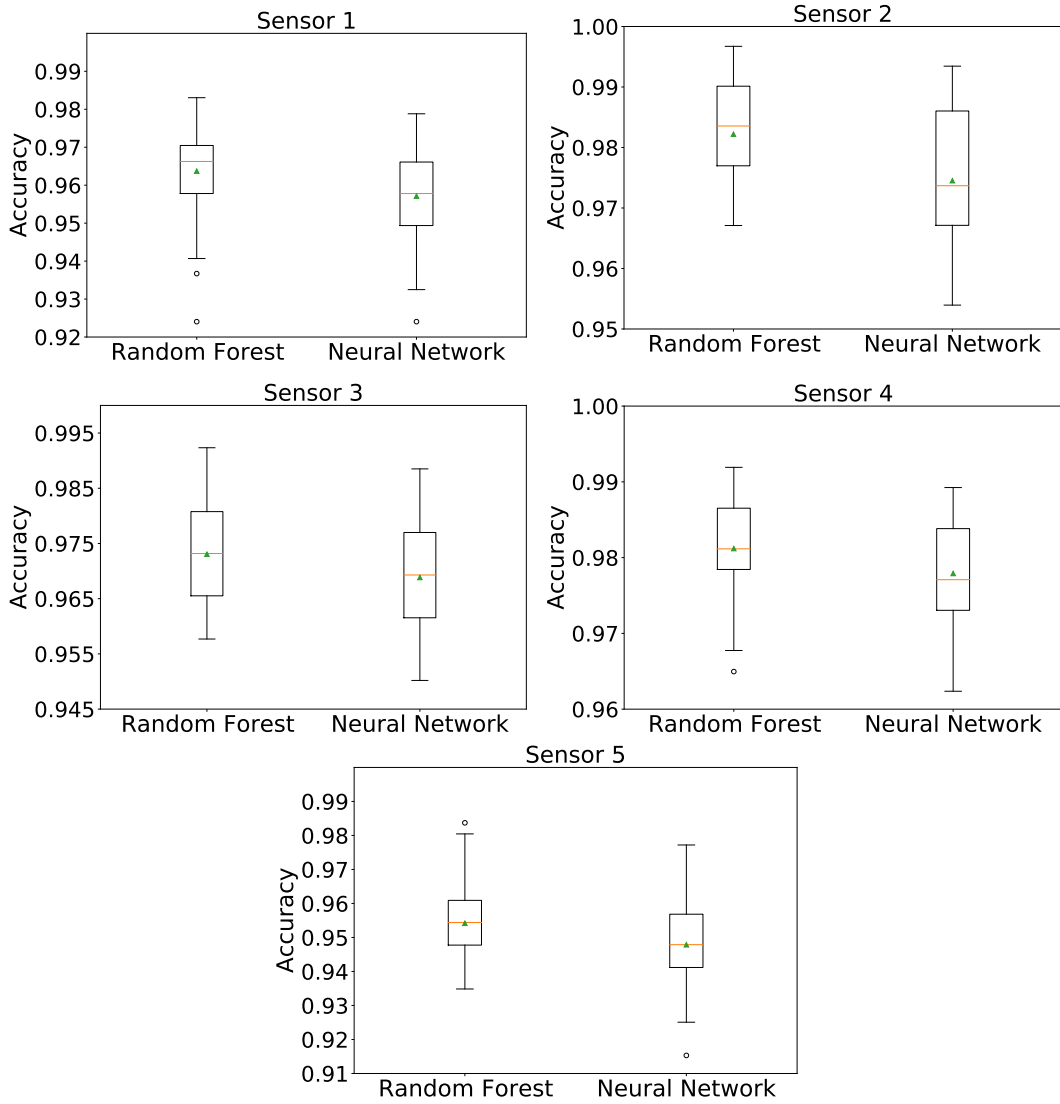 Sensor 1
Accuracy
0.99
0.98
0.97
0.96
0.95
0.94
0.93
0.92
Random Forest
Neural Network
Sensor 2
Accuracy
1.00
0.99
0.98
0.97
0.96
0.95
Random Forest
Neural Network
Sensor 3
Accuracy
0.995
0.985
0.975
0.965
0.955
0.945
Random Forest
Neural Network
Sensor 4
Accuracy
1.00
0.99
0.98
0.97
0.96
Random Forest
Neural Network
Sensor 5
Accuracy
0.99
0.98
0.97
0.96
0.95
0.94
0.93
0.92
0.91
Random Forest
Neural Network